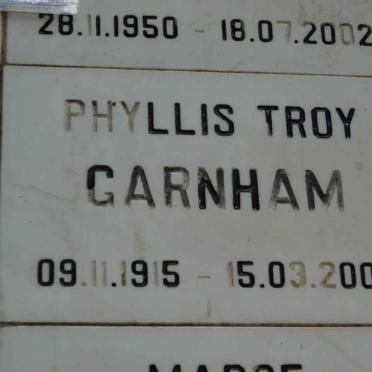 28.11.1950 - 18.07.2002
PHYLLIS TROY
GARNHAM
09.11.1915 - 15.03.200